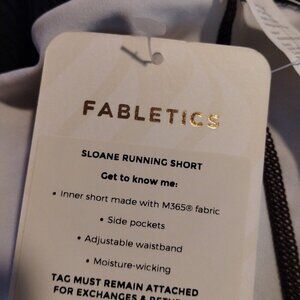 FABLETICS
SLOANE RUNNING SHORT
Get to know me:
• Inner short made with M365® fabric
• Side pockets
• Adjustable waistband
• Moisture-wicking
TAG MUST REMAIN ATTACHED
FOR EXCHANGES &